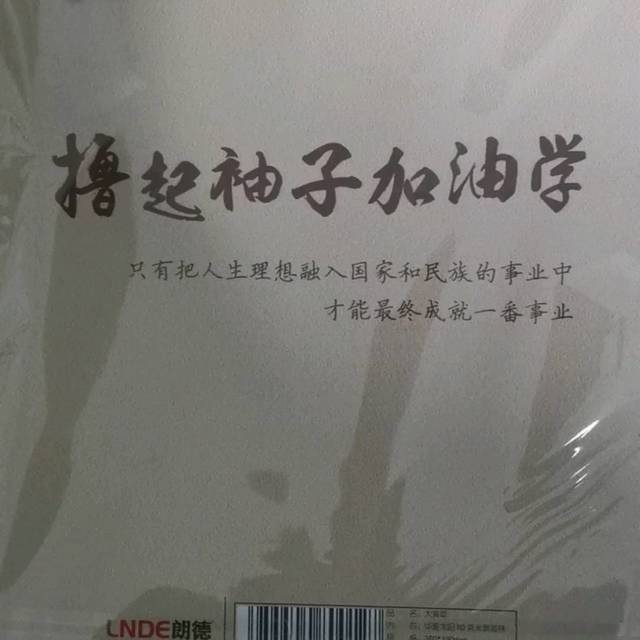 撸起袖子加油学
只有把人生理想融入国家和民族的事业中
才能最终成就一番事业
LNDE朗德